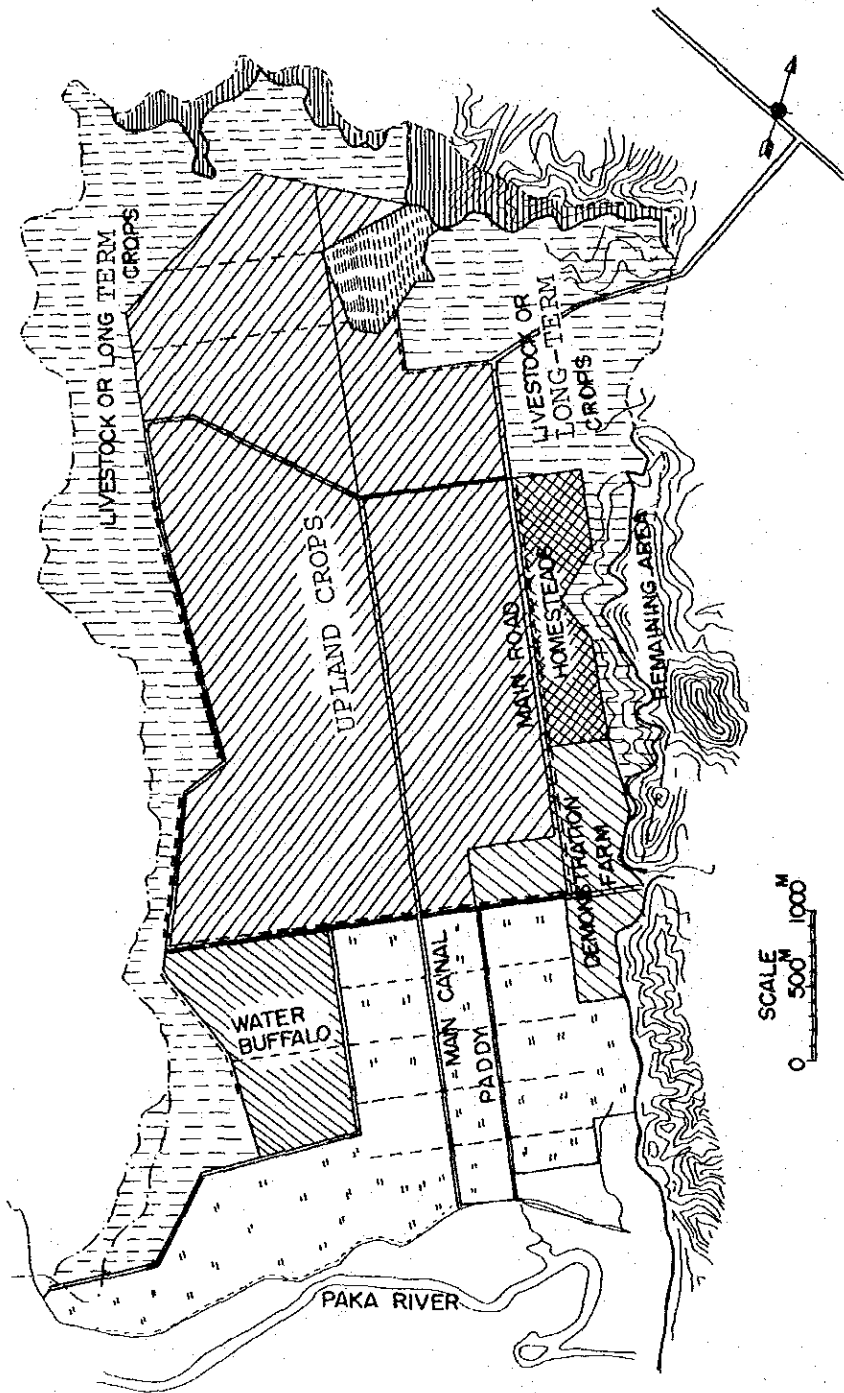 LIVESTOCK OR LONG TERM
CROPS
LIVESTOCK OR
LONG-TERM
CROPS
UPLAND CROPS
MAIN ROAD
HOMESTEADS
REMAINING AREA
DEMONSTRATION
FARM
WATER
BUFFALO
MAIN CANAL
PADDY
PAKA RIVER
SCALE
0 500 M 1000 M